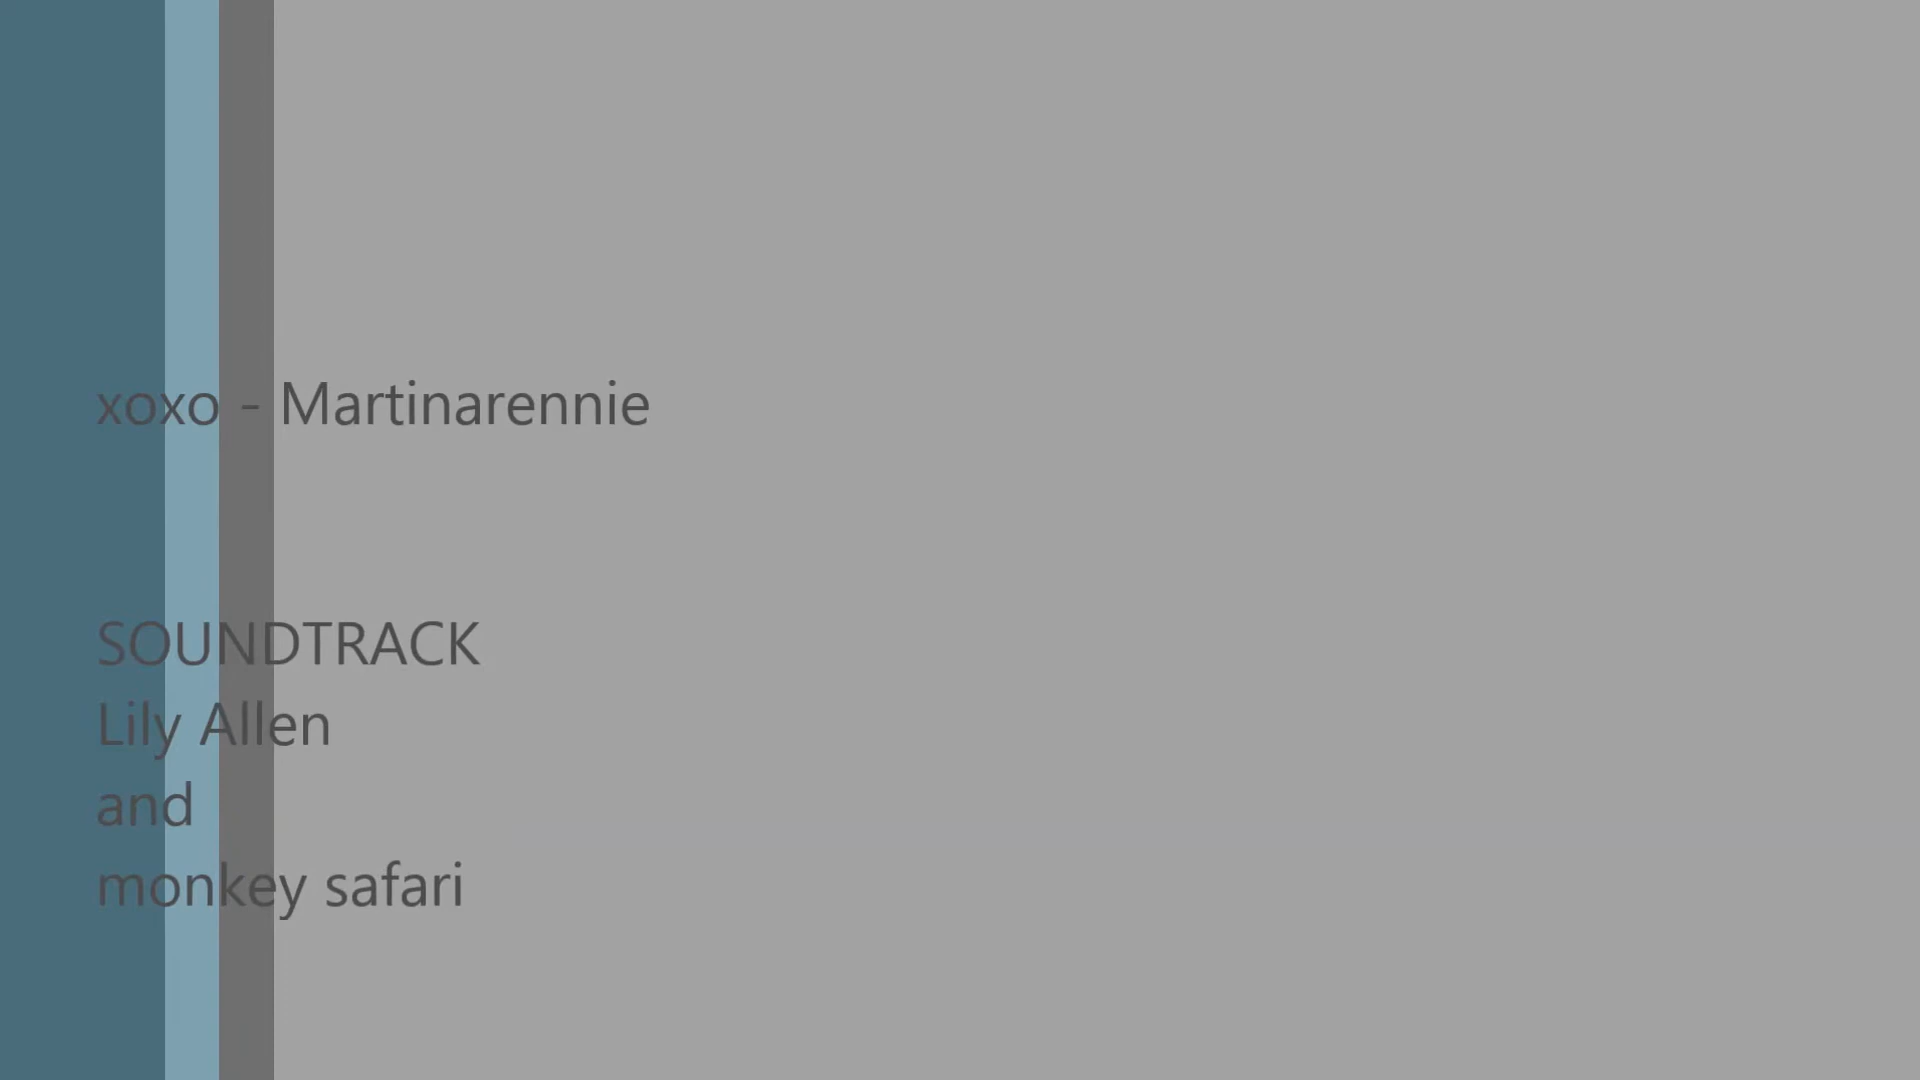 xoxo - Martinarennie
SOUNDTRACK
Lily Allen
and
monkey safari